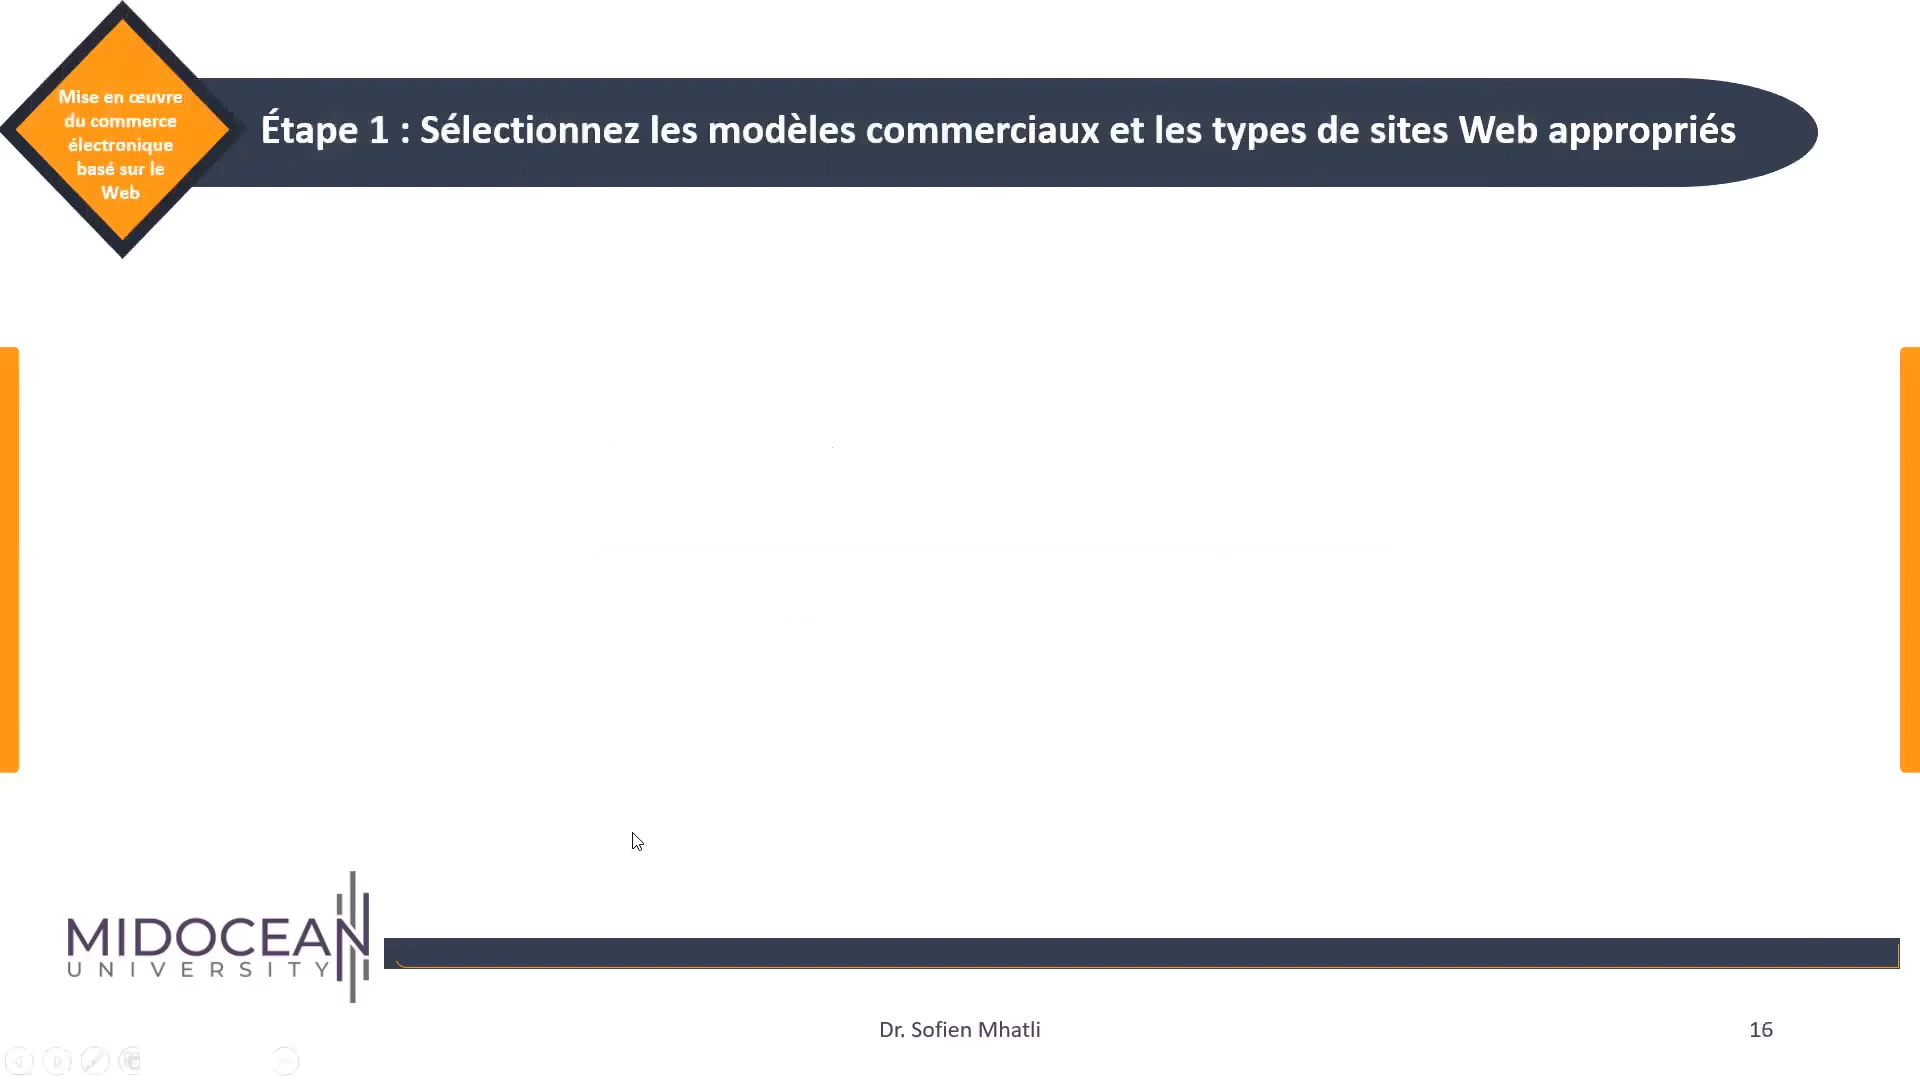 Mise en œuvre
du commerce
électronique
basé sur le
Web
Étape 1 : Sélectionnez les modèles commerciaux et les types de sites Web appropriés
MIDOCEAN
UNIVERSITY
Dr. Sofien Mhatli
16